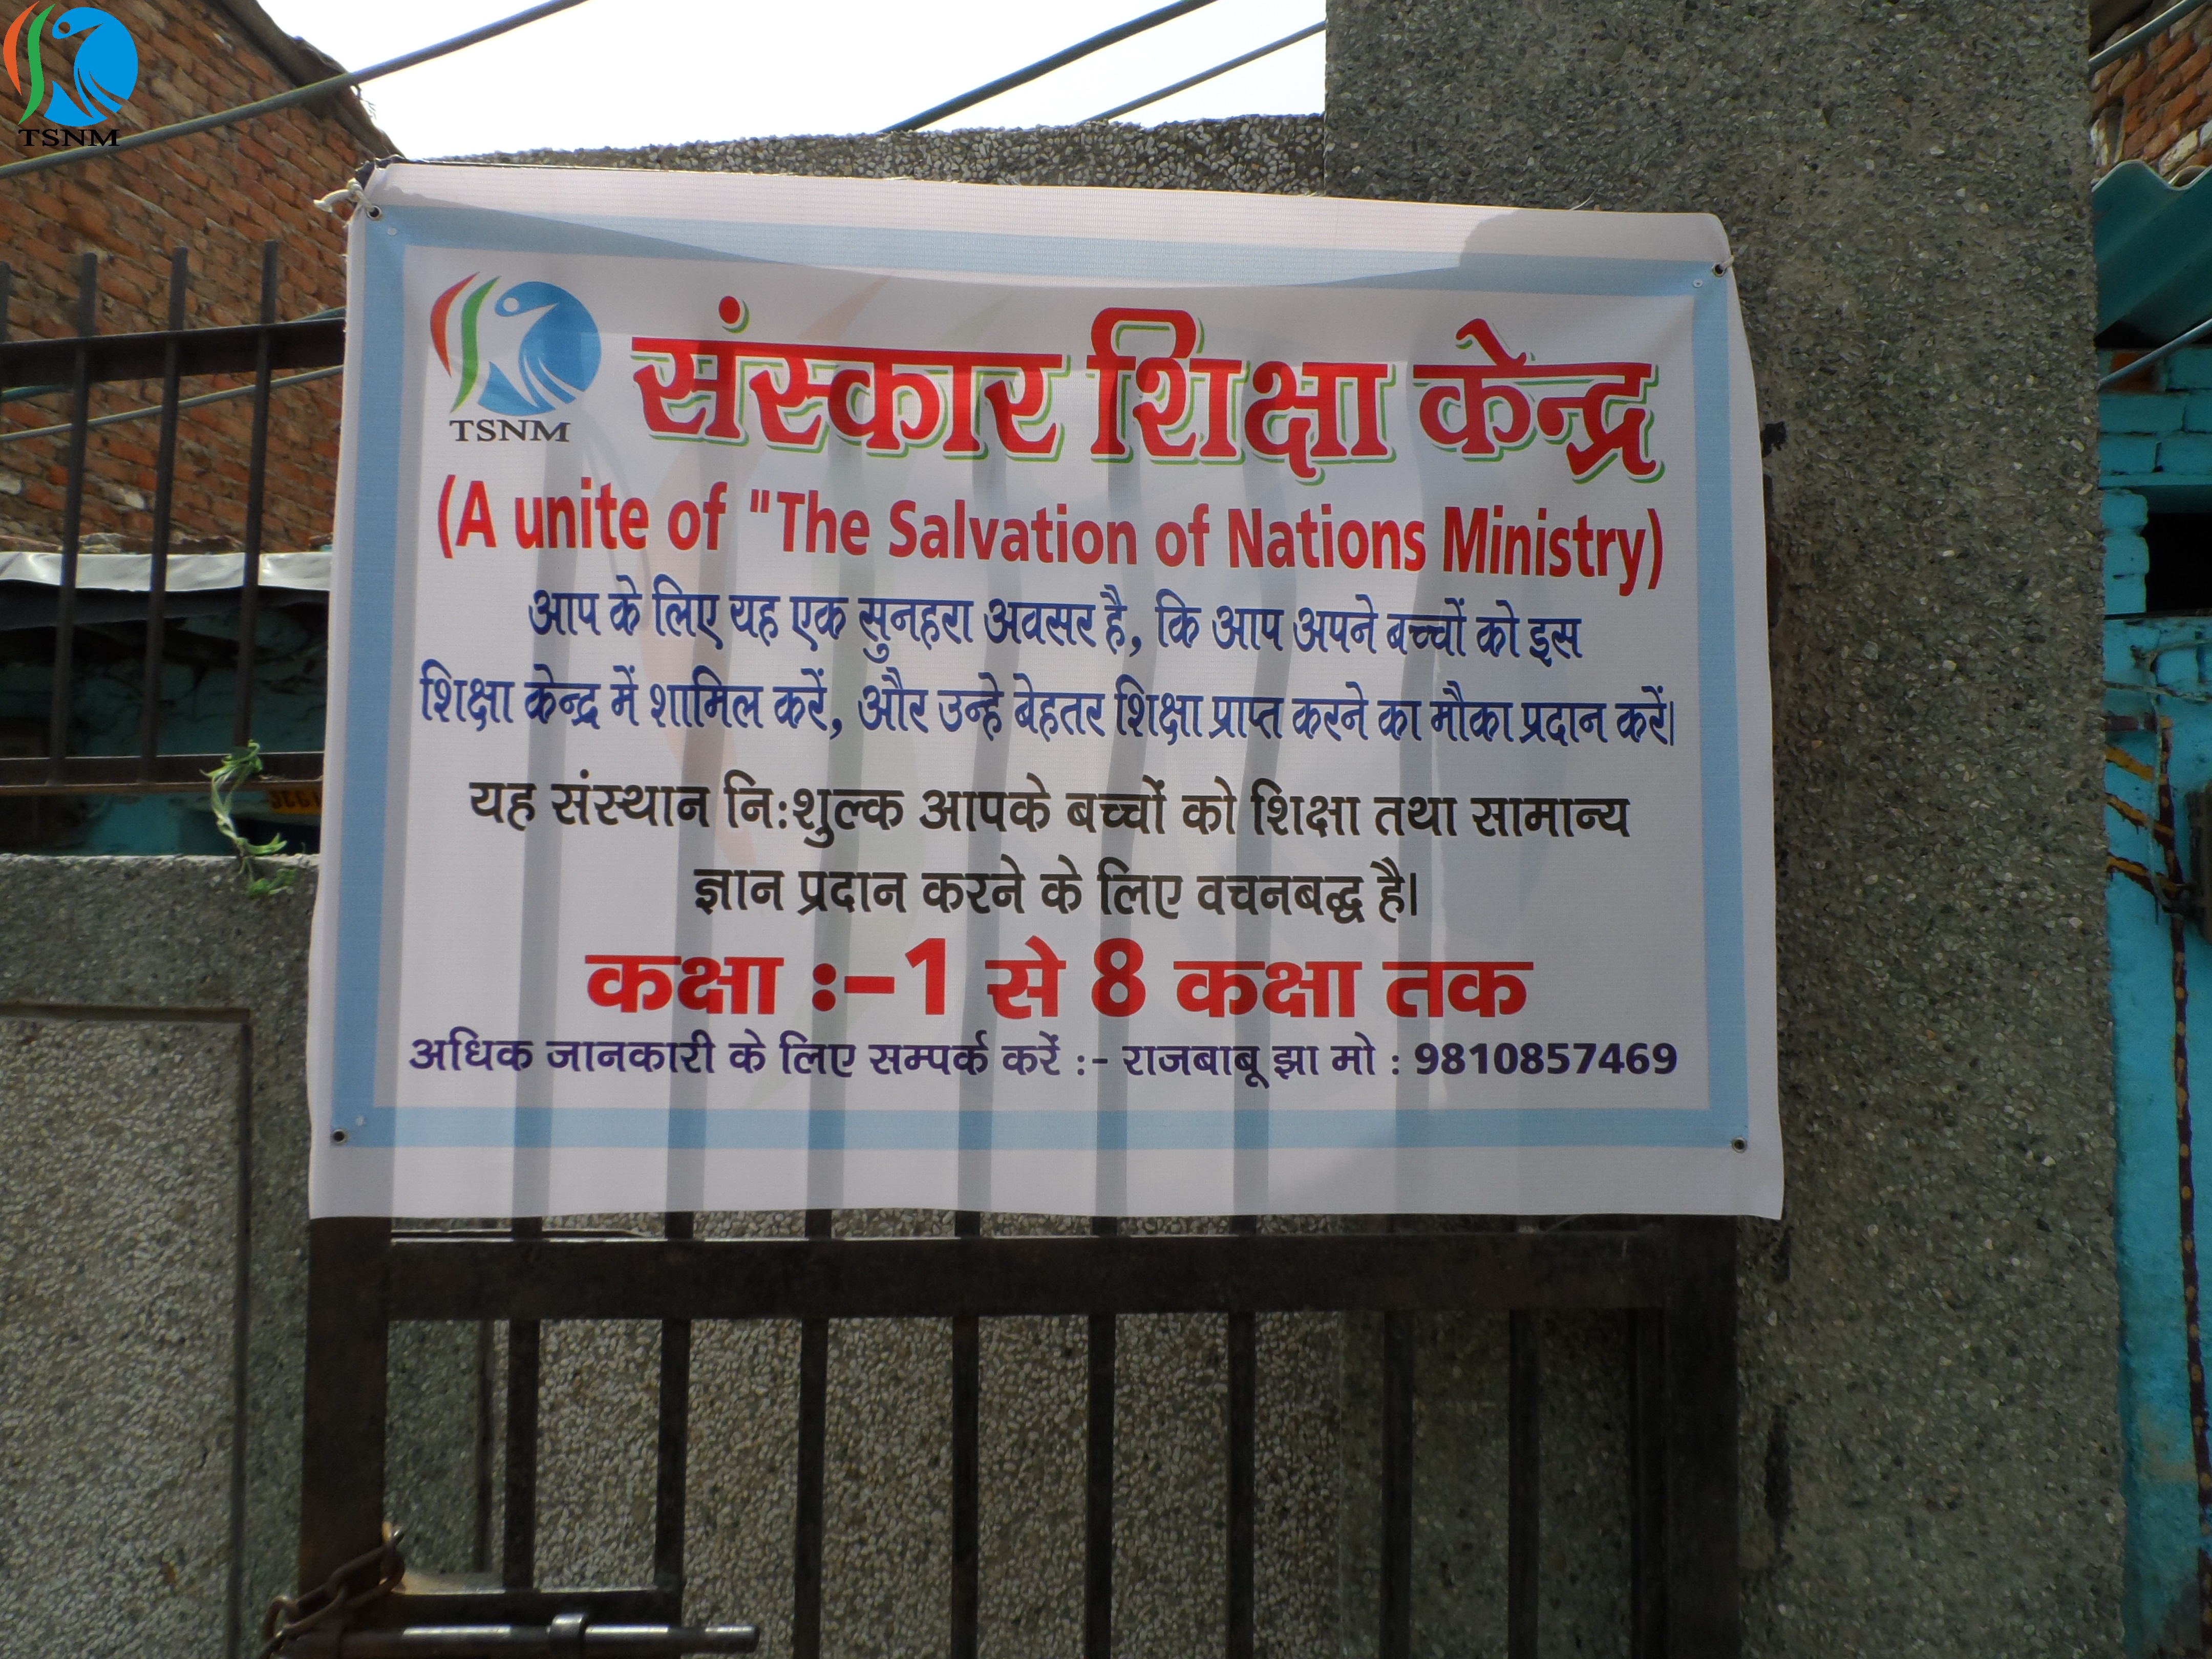 TSNM
TSNM
संस्कार शिक्षा केन्द्र
(A unite of "The Salvation of Nations Ministry)
आप के लिए यह एक सुनहरा अवसर है, कि आप अपने बच्चों को इस
शिक्षा केन्द्र में शामिल करें, और उन्हे बेहतर शिक्षा प्राप्त करने का मौका प्रदान करें।
यह संस्थान नि:शुल्क आपके बच्चों को शिक्षा तथा सामान्य
ज्ञान प्रदान करने के लिए वचनबद्ध है।
कक्षा :-1 से 8 कक्षा तक
अधिक जानकारी के लिए सम्पर्क करें :- राजबाबू झा मो : 9810857469